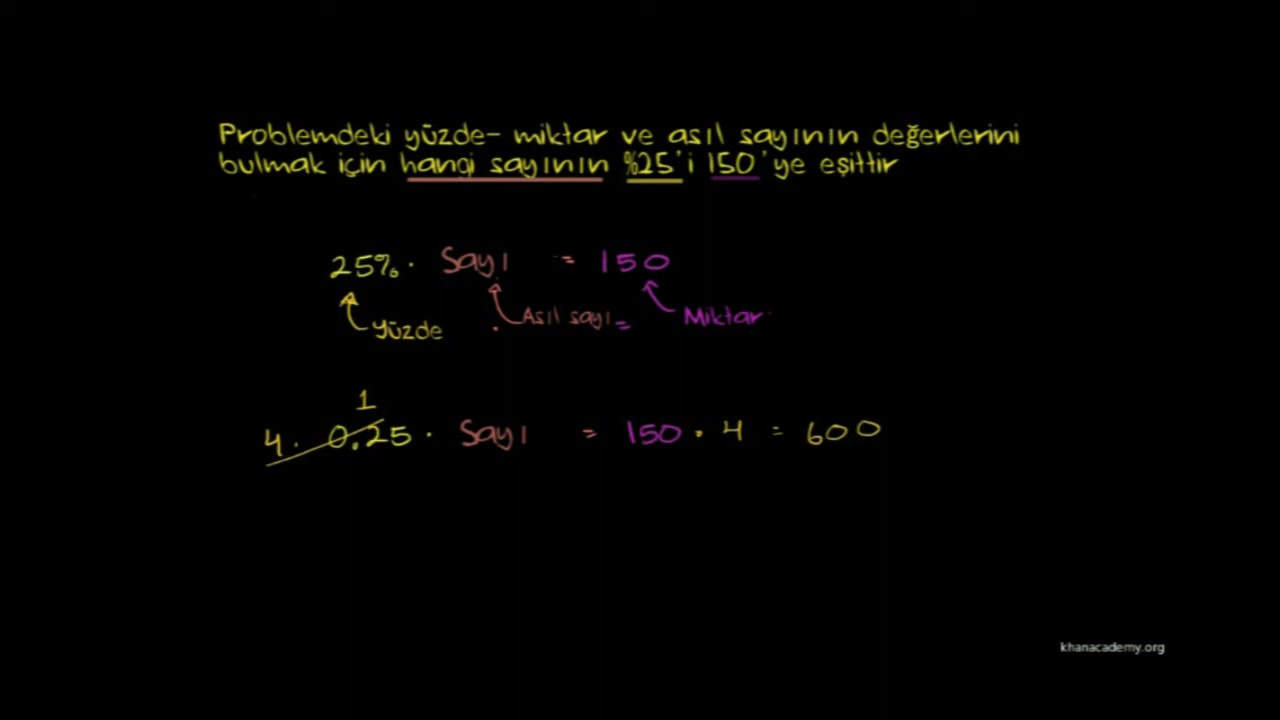 Problemdeki yüzde- miktar ve asıl sayının değerlerini
bulmak için hangi sayının %25'i 150'ye eşittir
25% · Sayı = 150
Yüzde · Asıl sayı = Miktar
1
4 · 0.25 · Sayı = 150 · 4 = 600
khanacademy.org